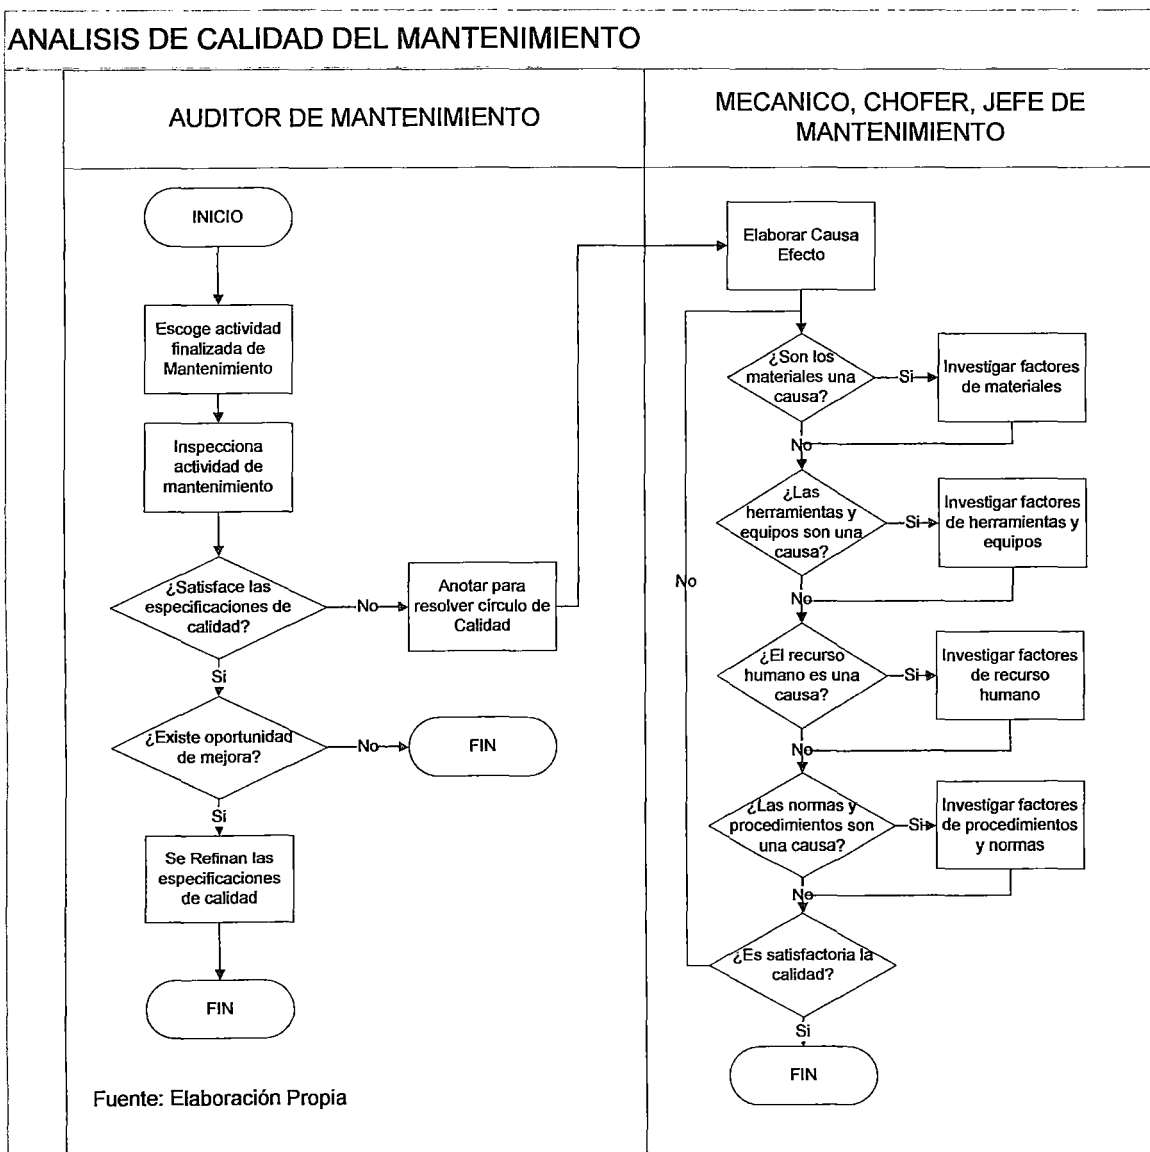 ANALISIS DE CALIDAD DEL MANTENIMIENTO
AUDITOR DE MANTENIMIENTO
MECANICO, CHOFER, JEFE DE
MANTENIMIENTO
INICIO
Escoge actividad
finalizada de
Mantenimiento
Inspecciona
actividad de
mantenimiento
¿Satisface las
especificaciones de
calidad?
No
Anotar para
resolver círculo de
Calidad
Si
¿Existe oportunidad
de mejora?
No
FIN
Si
Se Refinan las
especificaciones
de calidad
FIN
Fuente: Elaboración Propia
Elaborar Causa
Efecto
¿Son los
materiales una
causa?
Si
Investigar factores
de materiales
No
¿Las
herramientas y
equipos son una
causa?
Si
Investigar factores
de herramientas y
equipos
No
No
¿El recurso
humano es una
causa?
Si
Investigar factores
de recurso
humano
No
¿Las normas y
procedimientos son
una causa?
Si
Investigar factores
de procedimientos
y normas
No
¿Es satisfactoria la
calidad?
Si
FIN